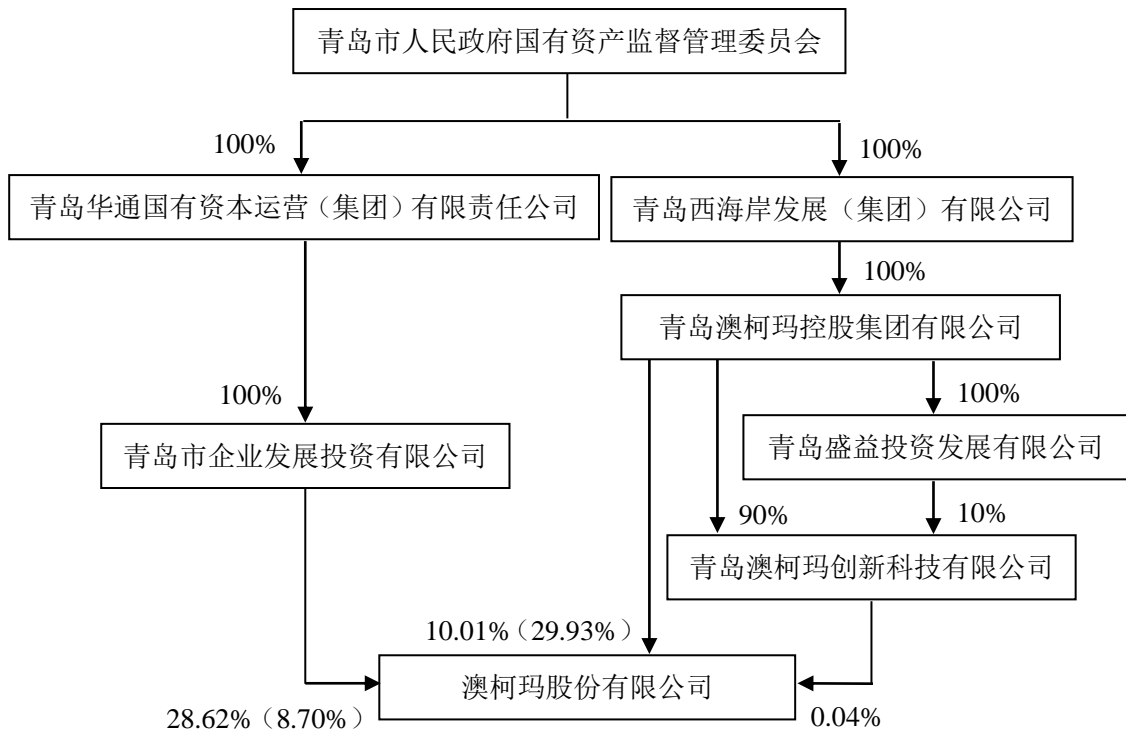 青岛市人民政府国有资产监督管理委员会
100%
100%
青岛华通国有资本运营（集团）有限责任公司
青岛西海岸发展（集团）有限公司
100%
青岛澳柯玛控股集团有限公司
100%
100%
青岛市企业发展投资有限公司
青岛盛益投资发展有限公司
90%
10%
青岛澳柯玛创新科技有限公司
10.01%（29.93%）
澳柯玛股份有限公司
28.62%（8.70%）
0.04%